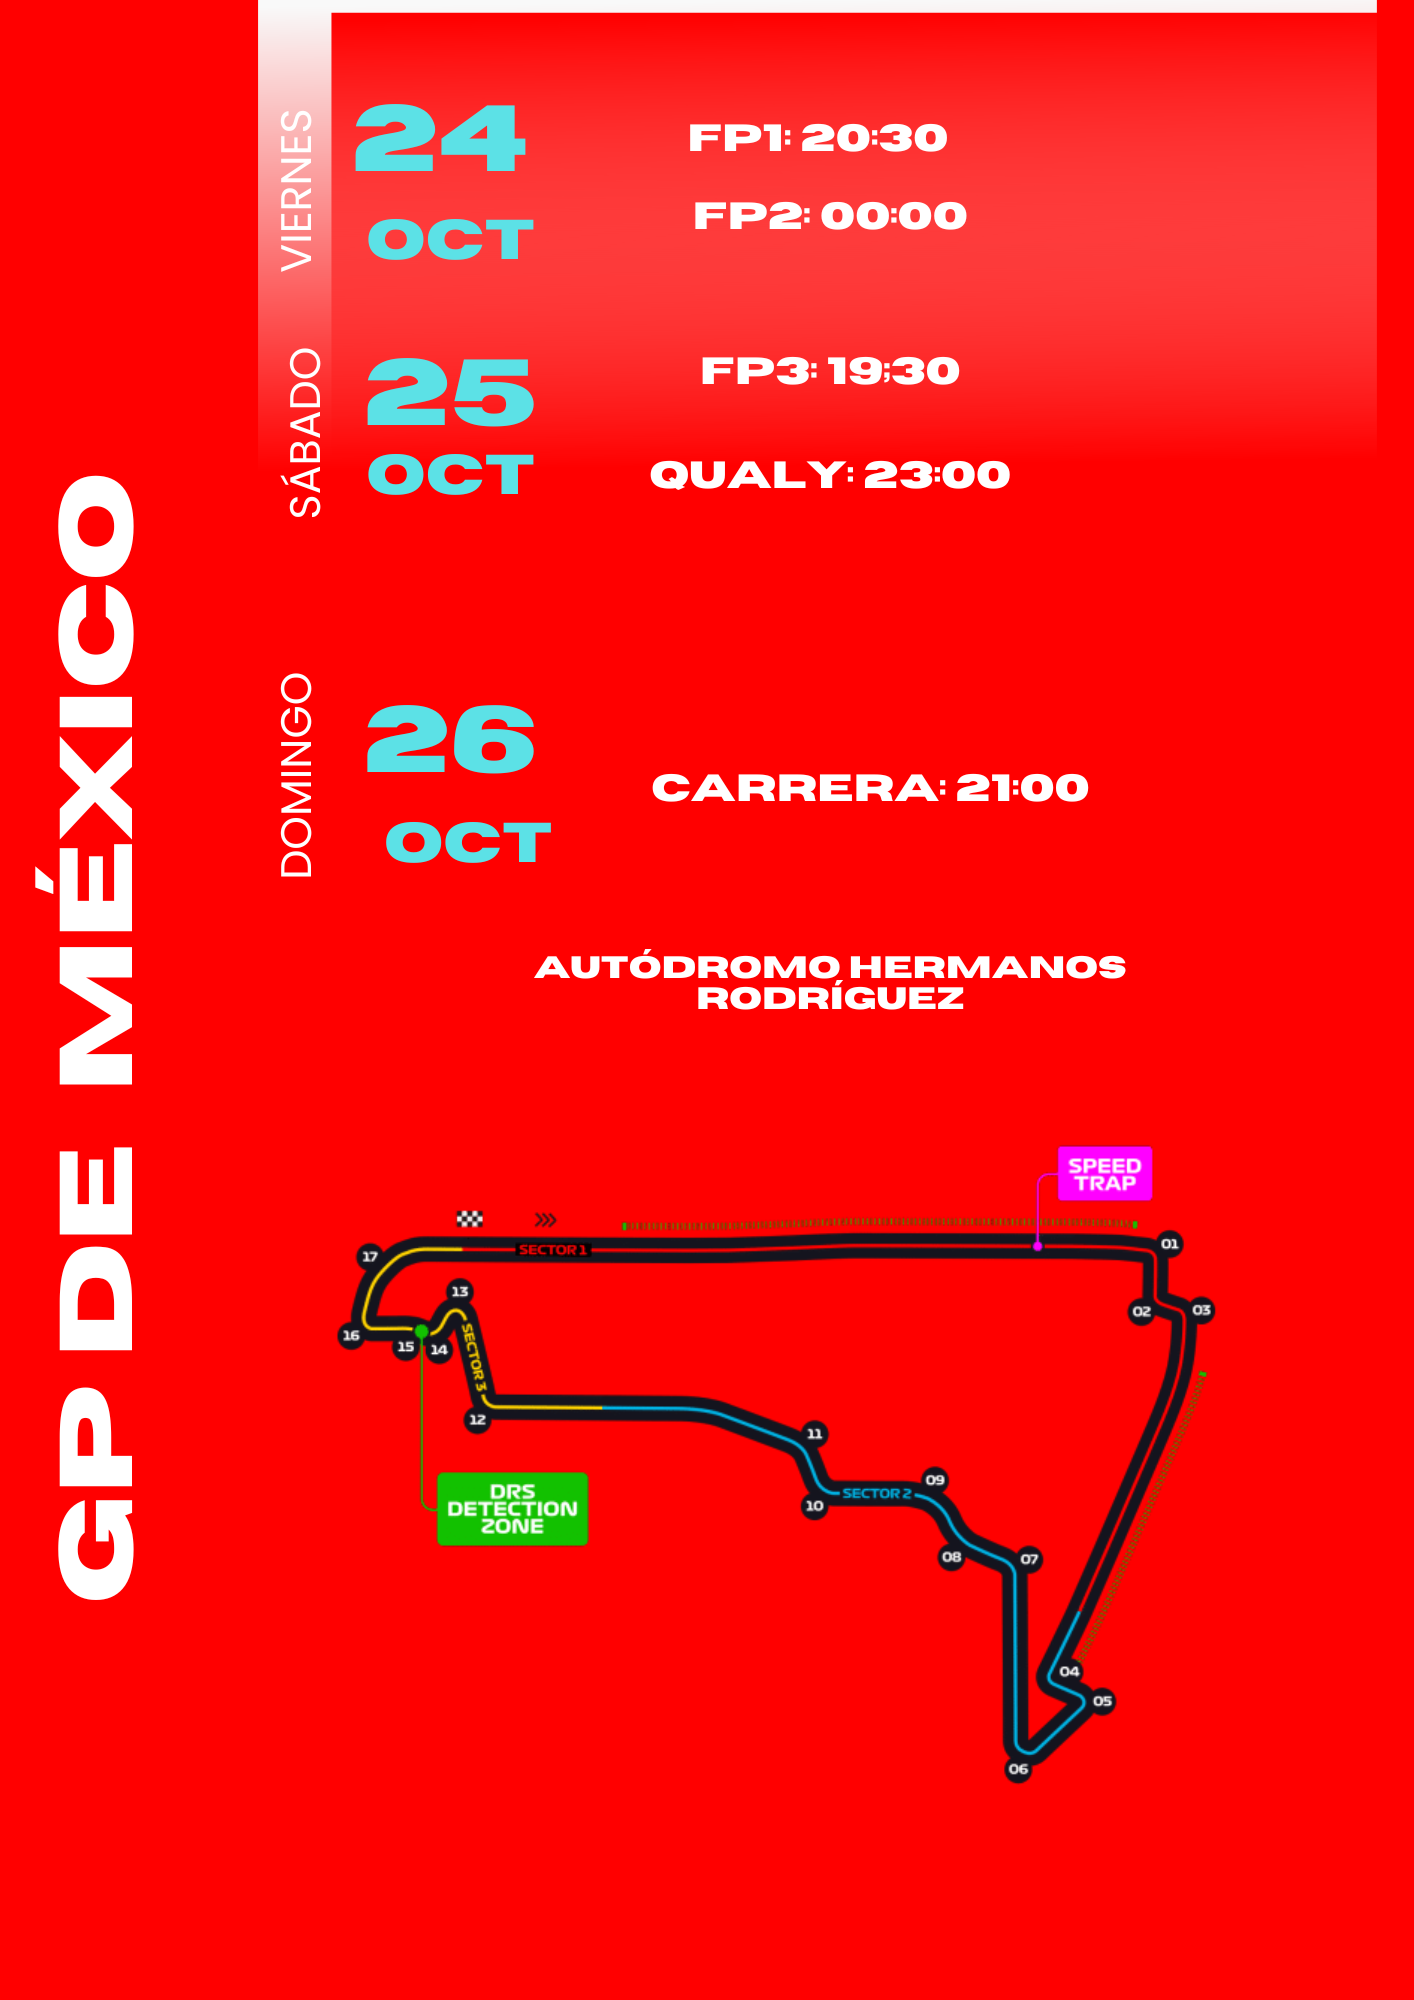 GP DE MÉXICO
VIERNES
24
OCT
FP1: 20:30
FP2: 00:00
SÁBADO
25
OCT
FP3: 19;30
QUALY: 23:00
DOMINGO
26
OCT
CARRERA: 21:00
AUTÓDROMO HERMANOS
RODRÍGUEZ
SPEED
TRAP
SECTOR 1
01
02
03
17
16
15
14
13
SECTOR 3
12
11
10
SECTOR 2
09
08
07
DRS
DETECTION
ZONE
04
05
06